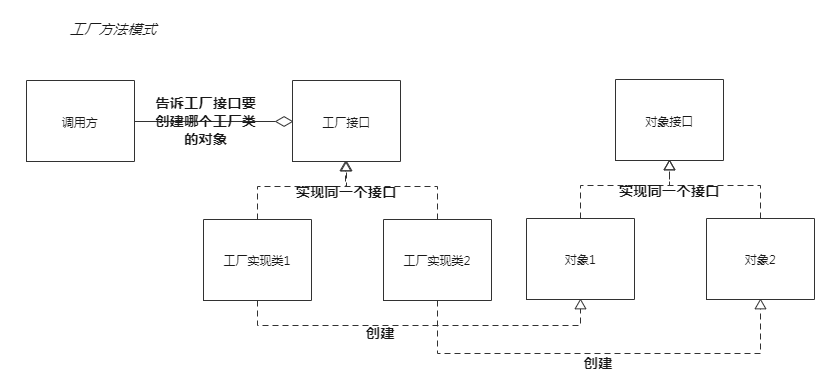 工厂方法模式
调用方
告诉工厂接口要
创建哪个工厂类
的对象
工厂接口
对象接口
实现同一个接口
实现同一个接口
工厂实现类1
工厂实现类2
对象1
对象2
创建
创建